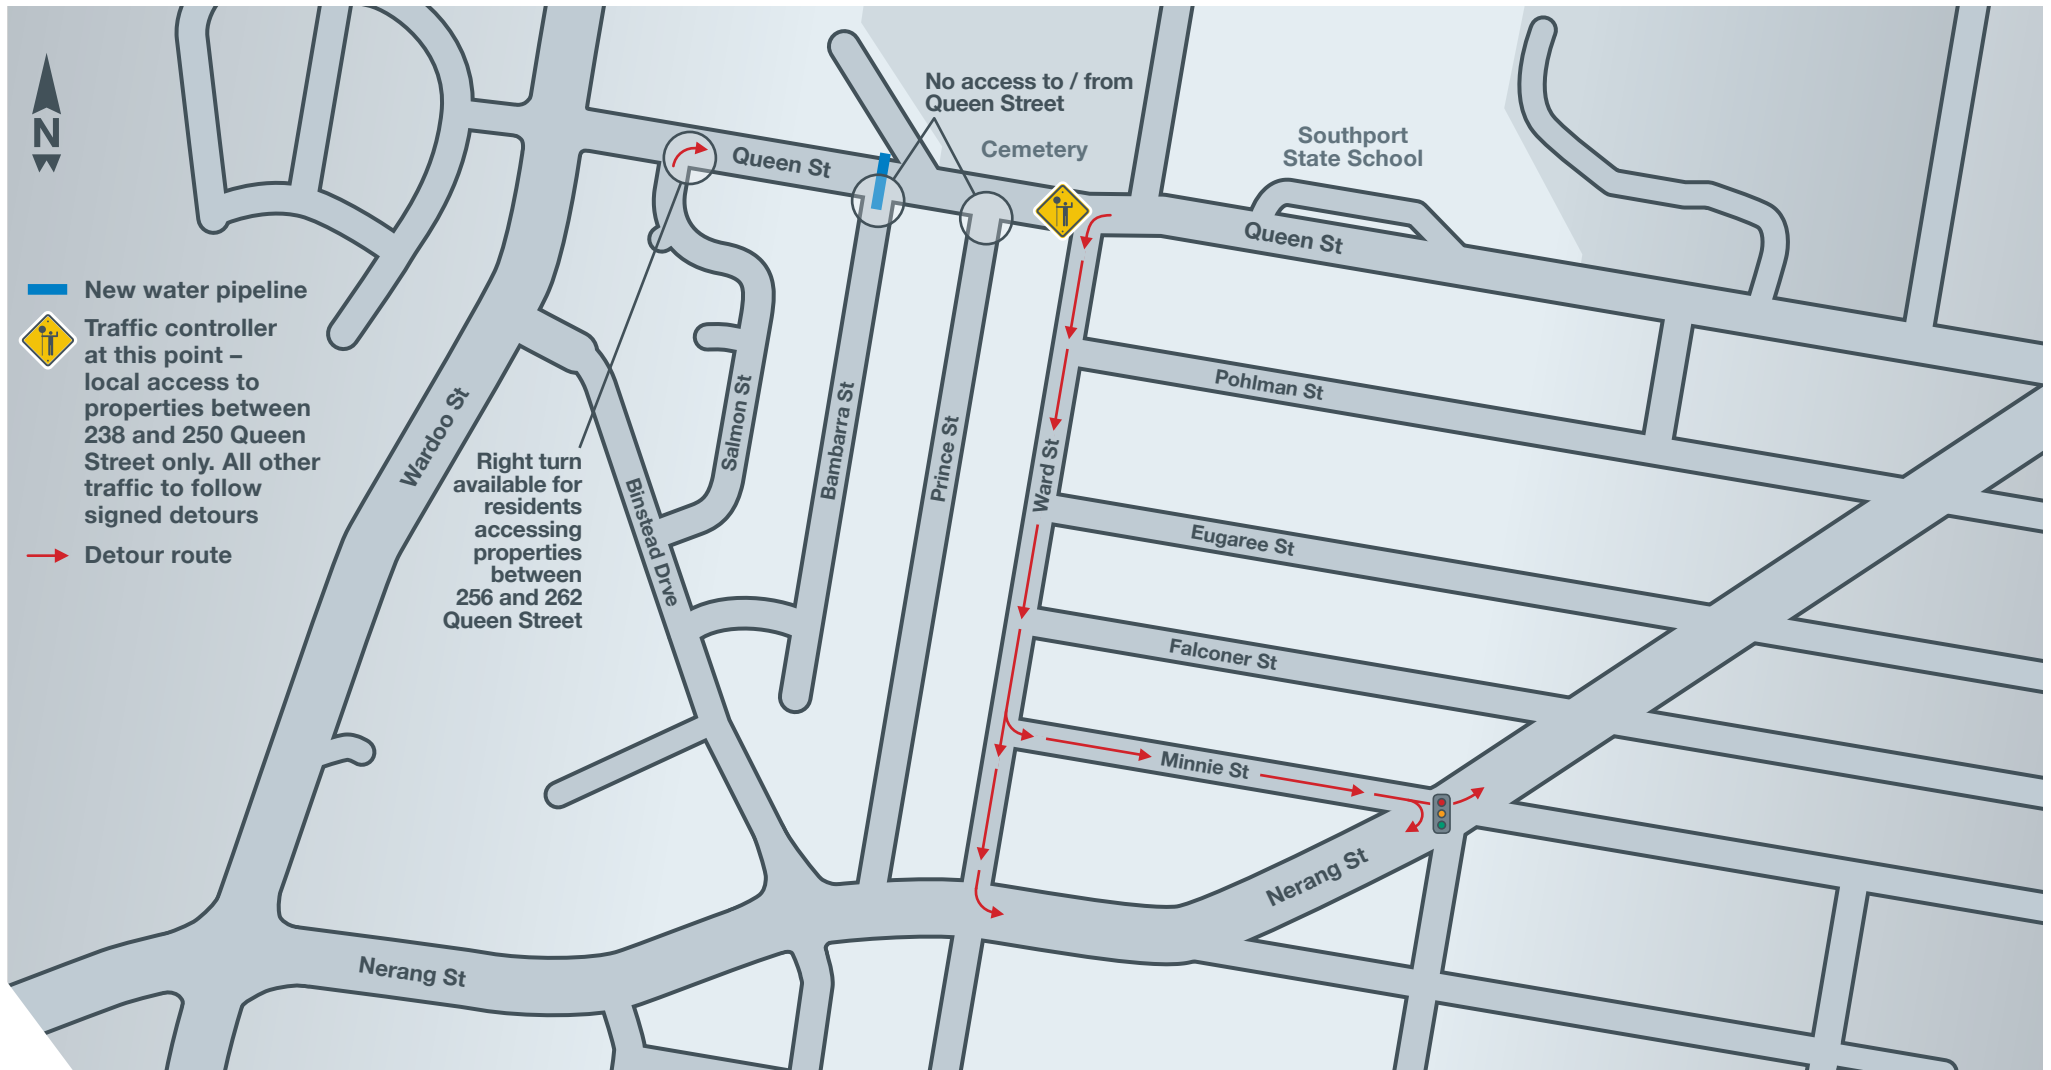 N
No access to / from
Queen Street
Cemetery
Southport
State School
Queen St
Queen St
New water pipeline
Traffic controller
at this point –
local access to
properties between
238 and 250 Queen
Street only. All other
traffic to follow
signed detours
Detour route
Right turn
available for
residents
accessing
properties
between
256 and 262
Queen Street
Wardoo St
Binstead Drve
Salmon St
Bambarra St
Prince St
Ward St
Pohlman St
Eugaree St
Falconer St
Minnie St
Nerang St
Nerang St